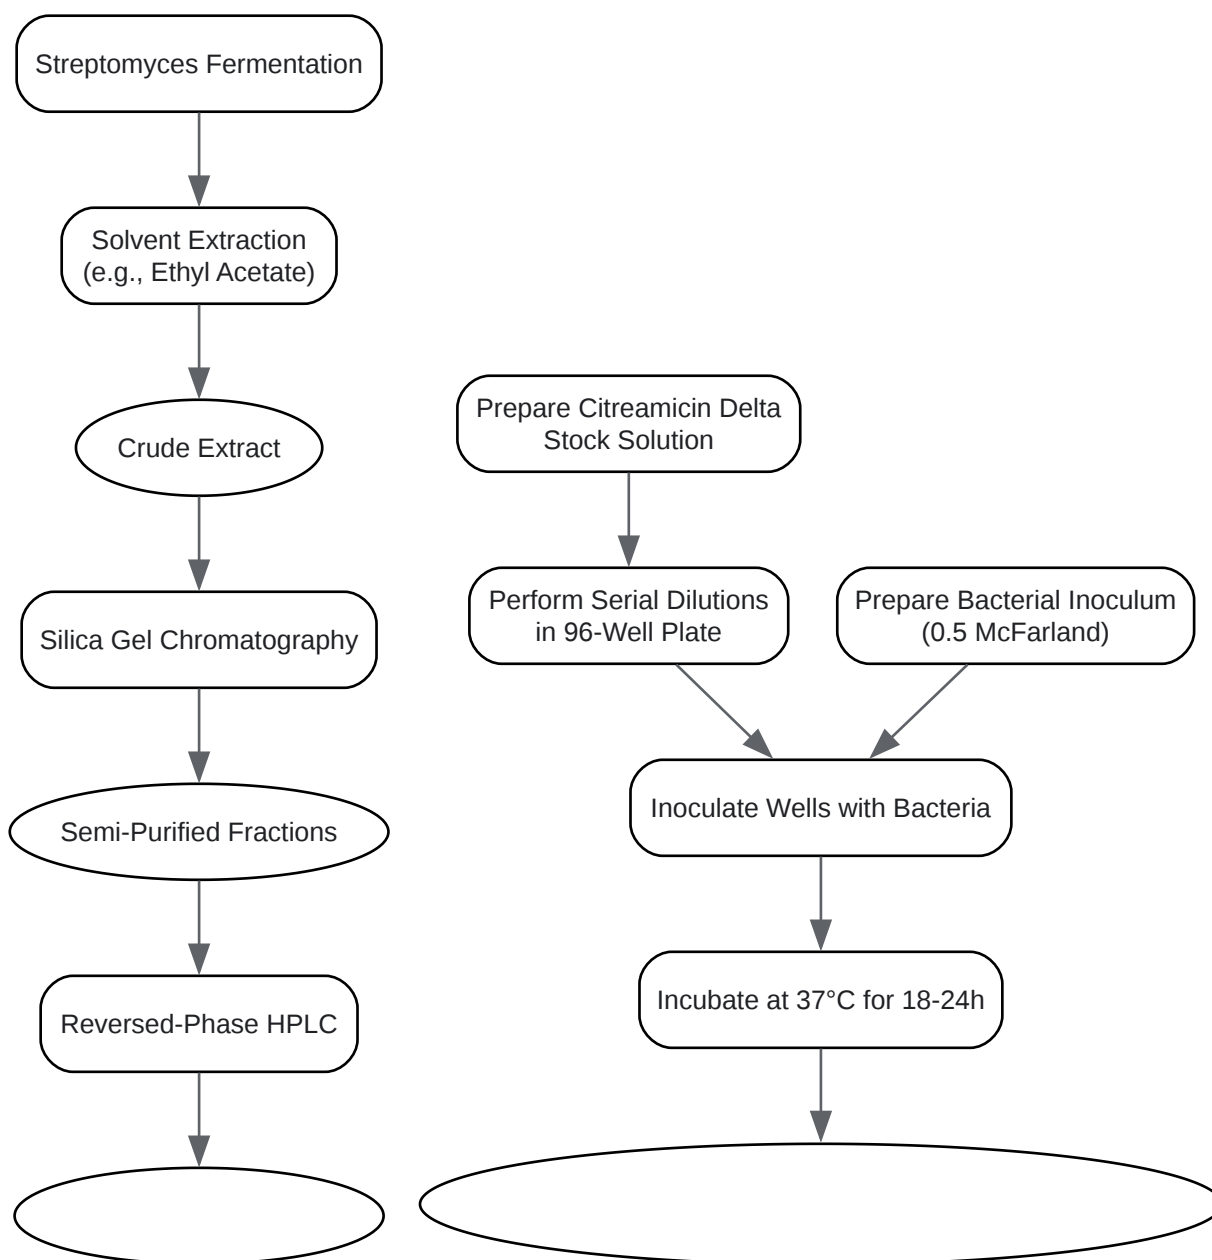 Streptomyces Fermentation
Solvent Extraction
(e.g., Ethyl Acetate)
Crude Extract
Silica Gel Chromatography
Semi-Purified Fractions
Reversed-Phase HPLC
Prepare Citreamicin Delta
Stock Solution
Perform Serial Dilutions
in 96-Well Plate
Prepare Bacterial Inoculum
(0.5 McFarland)
Inoculate Wells with Bacteria
Incubate at 37°C for 18-24h